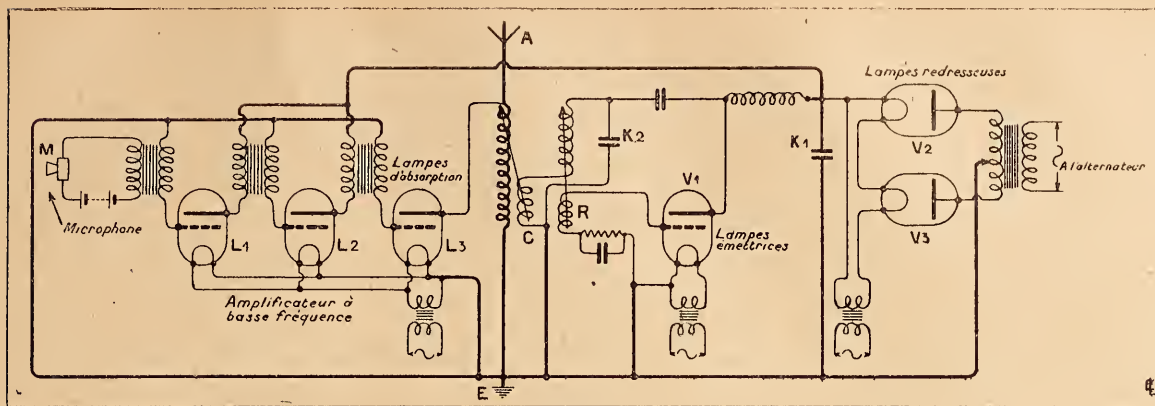 A
Lampes redresseuses
M
Lampes
d'absorption
K2
K1
V2
A l'alternateur
Microphone
L1
L2
L3
C
R
V1
Lampes
émettrices
V3
Amplificateur à
basse fréquence
E